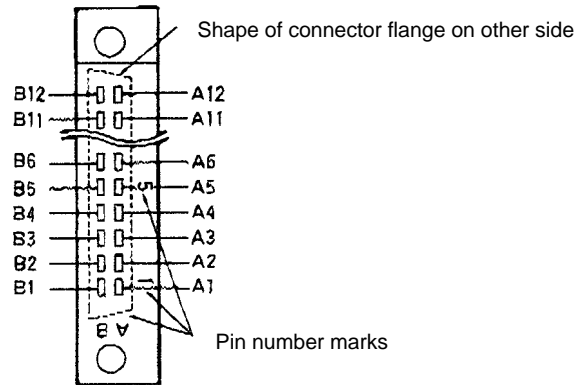 Shape of connector flange on other side
B12 A12
B11 A11
B6 A6
B5 5 A5
B4 A4
B3 A3
B2 A2
B1 1 A1
B A
Pin number marks